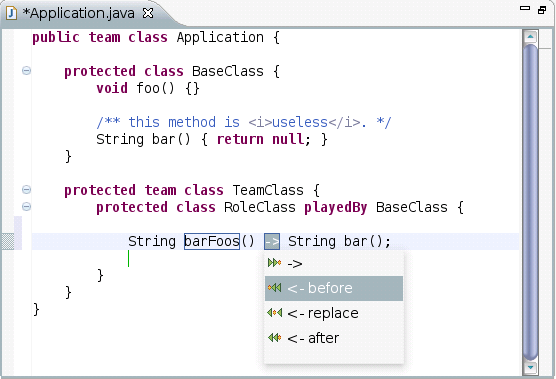 *Application.java
public team class Application {
protected class BaseClass {
void foo() {}
/** this method is <i>useless</i>. */
String bar() { return null; }
}
protected team class TeamClass {
protected class RoleClass playedBy BaseClass {
String barFoos() -> String bar();
->
<- before
<- replace
<- after
}
}
}